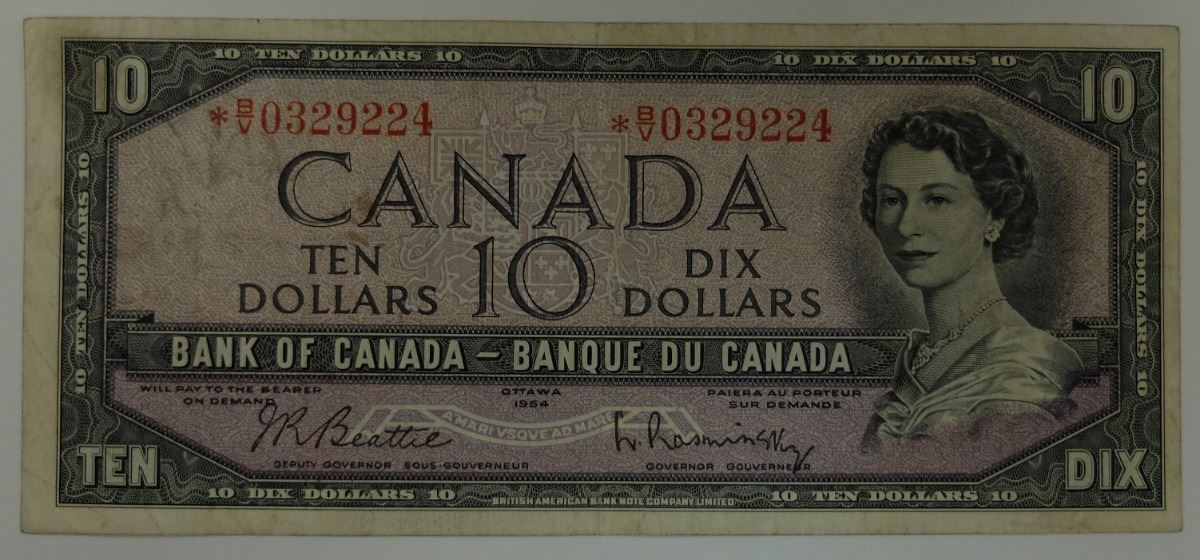 10 TEN DOLLARS 10
10 DIX DOLLARS 10
10
10
*B/V 0329224
*B/V 0329224
CANADA
TEN DOLLARS
10
DIX DOLLARS
10 TEN DOLLARS 10
10 DIX DOLLARS 10
BANK OF CANADA – BANQUE DU CANADA
WILL PAY TO THE BEARER
ON DEMAND
OTTAWA
1954
PAIERA AU PORTEUR
SUR DEMANDE
A MARI VSQVE AD MARE
J R Beattie
L. Rasminsky
DEPUTY GOVERNOR SOUS-GOUVERNEUR
GOVERNOR GOUVERNEUR
TEN
DIX
10 DIX DOLLARS 10
BRITISH AMERICAN BANK NOTE COMPANY LIMITED
10 TEN DOLLARS 10